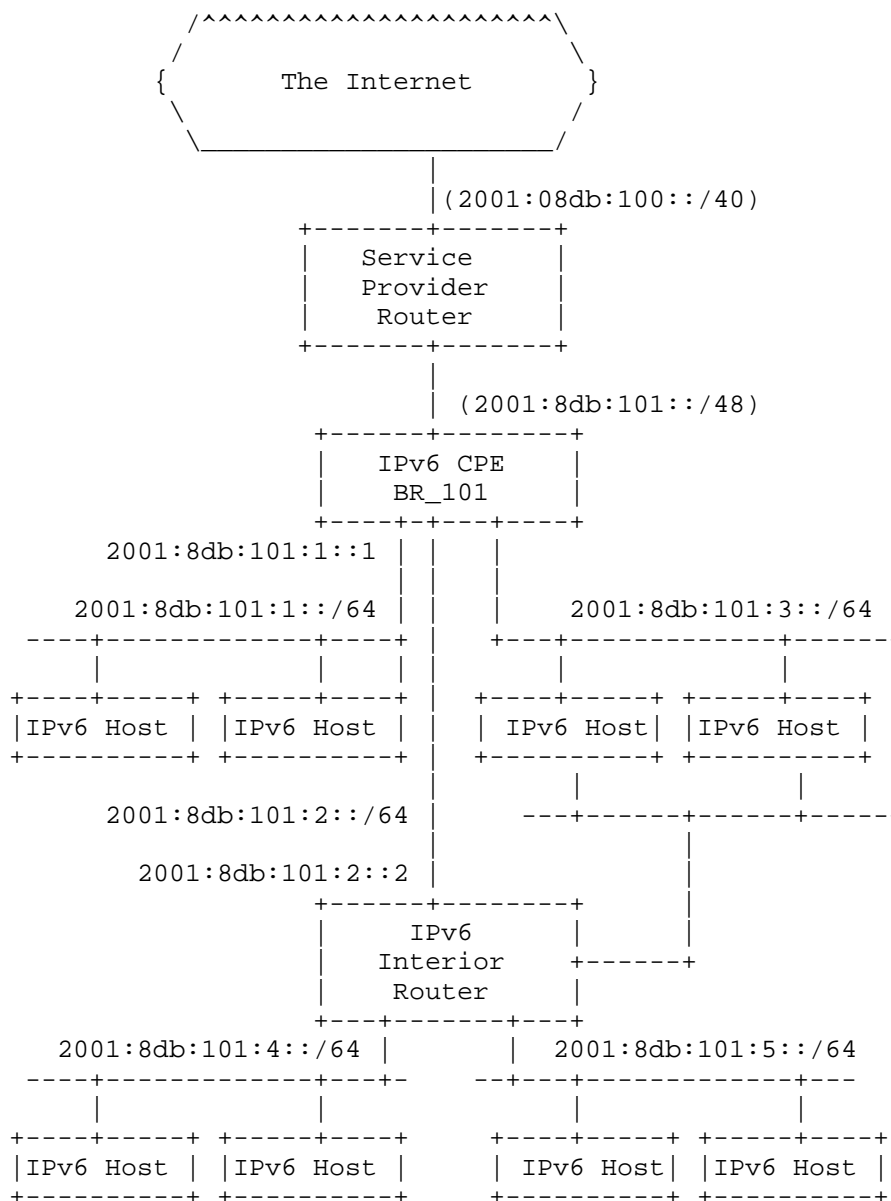 The Internet
(2001:08db:100::/40)
Service
Provider
Router
(2001:8db:101::/48)
IPv6 CPE
BR_101
2001:8db:101:1::1
2001:8db:101:1::/64 2001:8db:101:3::/64
IPv6 Host IPv6 Host IPv6 Host IPv6 Host
2001:8db:101:2::/64
2001:8db:101:2::2
IPv6
Interior
Router
2001:8db:101:4::/64 2001:8db:101:5::/64
IPv6 Host IPv6 Host IPv6 Host IPv6 Host